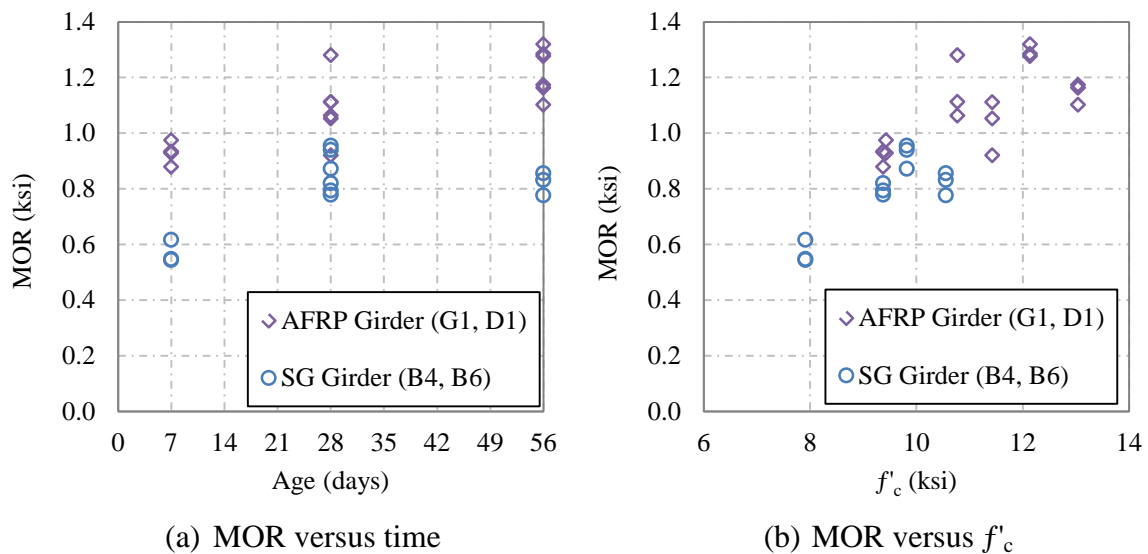 MOR (ksi)
1.4
1.2
1.0
0.8
0.6
0.4
0.2
0.0
AFRP Girder (G1, D1)
SG Girder (B4, B6)
0 7 14 21 28 35 42 49 56
Age (days)
(a) MOR versus time
MOR (ksi)
1.4
1.2
1.0
0.8
0.6
0.4
0.2
0.0
AFRP Girder (G1, D1)
SG Girder (B4, B6)
6 8 10 12 14
f'c (ksi)
(b) MOR versus f'c